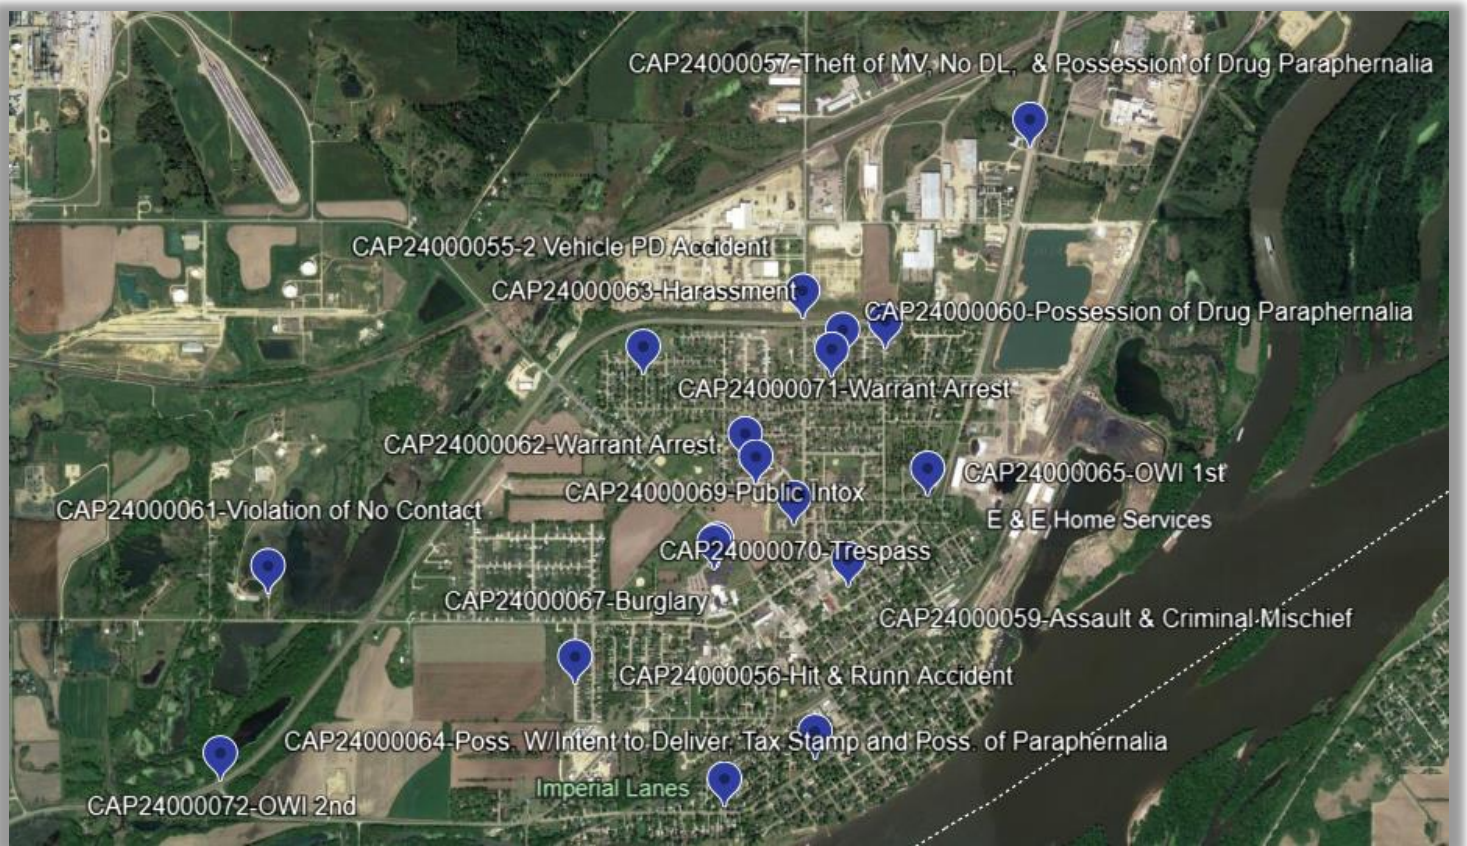 CAP24000057-Theft of MV, No DL, & Possession of Drug Paraphernalia
CAP24000055-2 Vehicle PD Accident
CAP24000063-Harassment
CAP24000060-Possession of Drug Paraphernalia
CAP24000071-Warrant Arrest
CAP24000062-Warrant Arrest
CAP24000065-OWI 1st
CAP24000069-Public Intox
CAP24000061-Violation of No Contact
E & E Home Services
CAP24000070-Trespass
CAP24000067-Burglary
CAP24000059-Assault & Criminal Mischief
CAP24000056-Hit & Runn Accident
CAP24000064-Poss. W/Intent to Deliver, Tax Stamp and Poss. of Paraphernalia
Imperial Lanes
CAP24000072-OWI 2nd